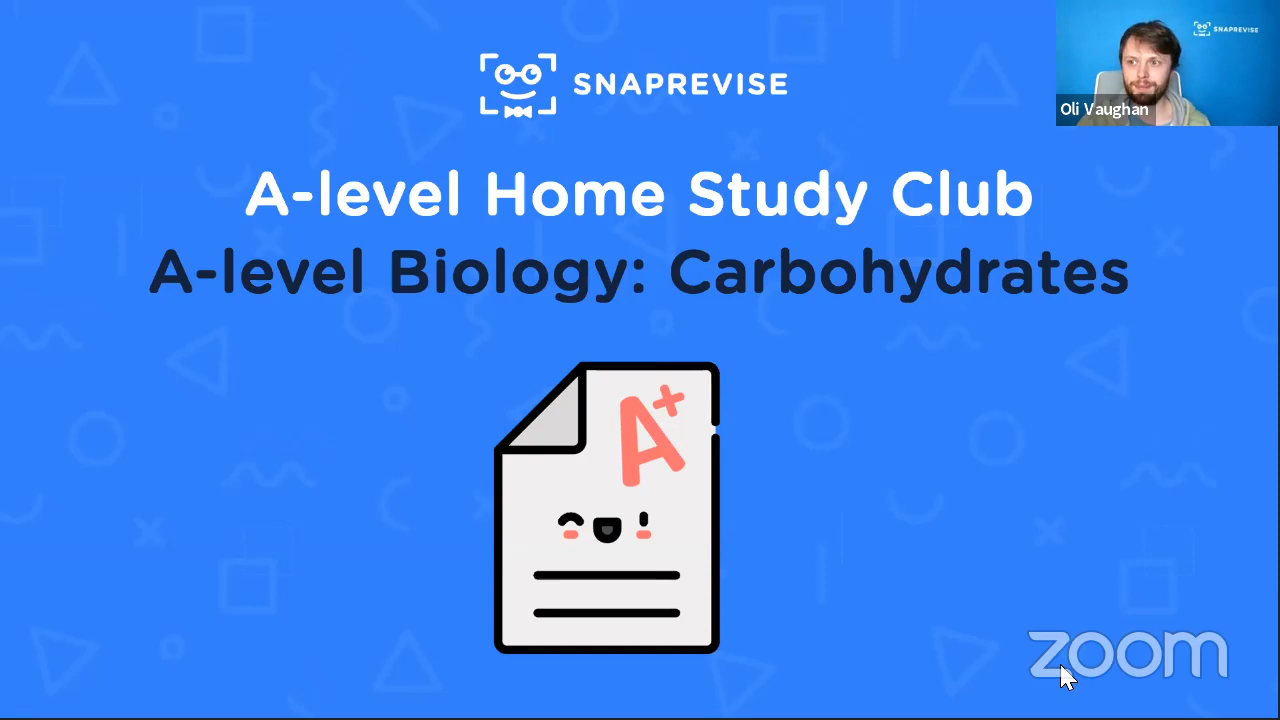 SNAPREVISE
SNAPREVISE
Oli Vaughan
A-level Home Study Club
A-level Biology: Carbohydrates
A+
zoom